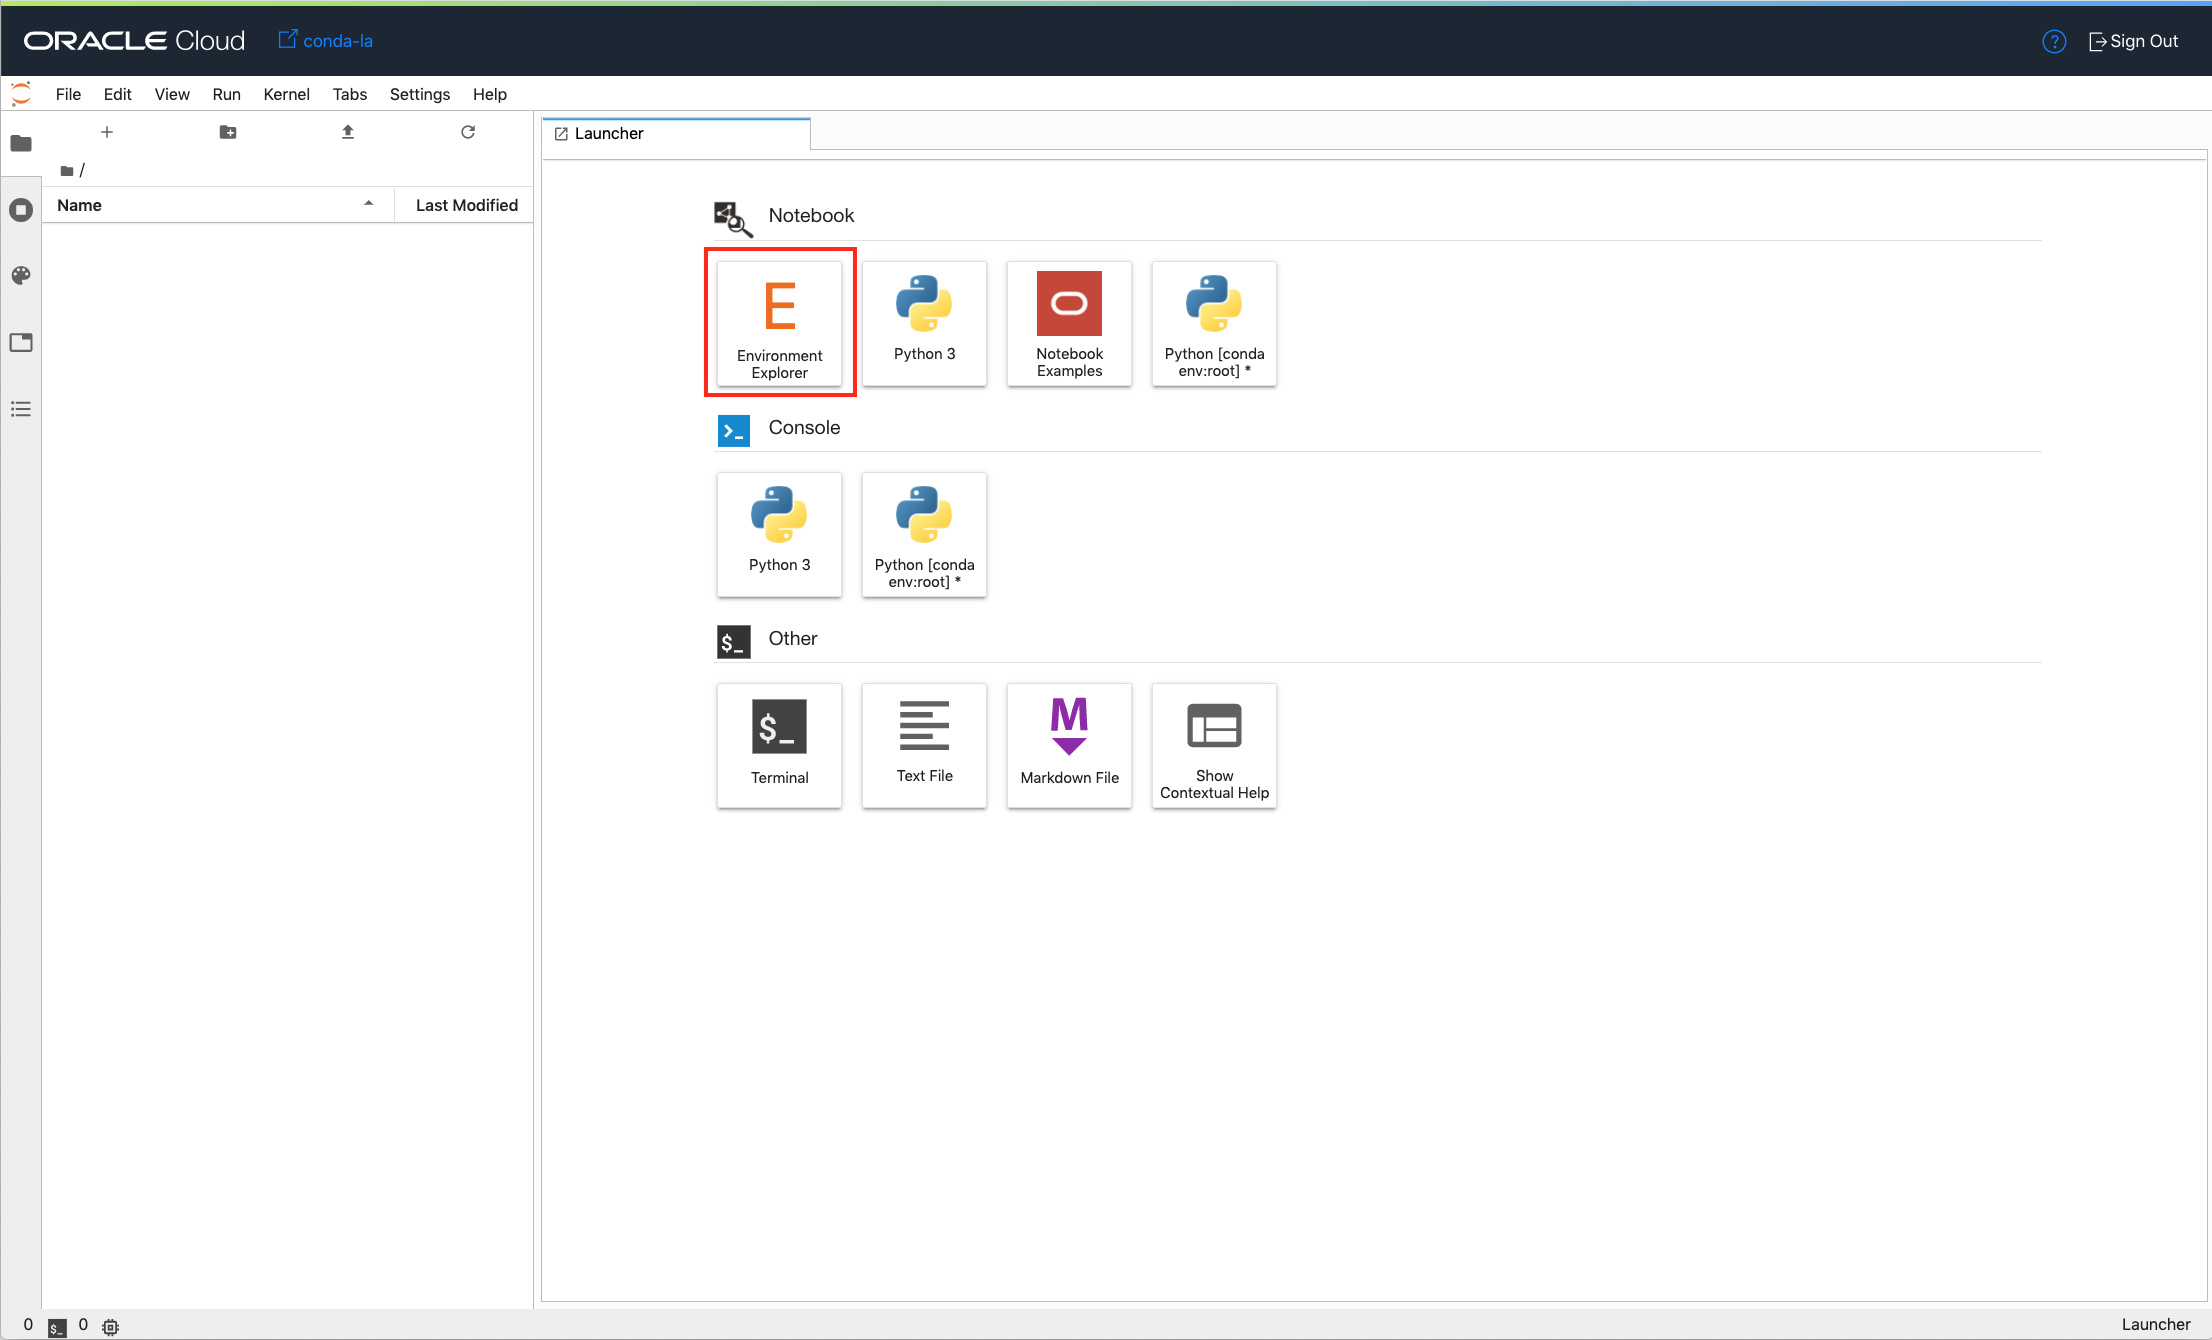 ORACLE Cloud conda-la ? Sign Out
File Edit View Run Kernel Tabs Settings Help
Launcher
/
Name Last Modified
Notebook
E
Environment
Explorer
Python 3
Notebook
Examples
Python [conda
env:root] *
>_ Console
Python 3
Python [conda
env:root] *
$_ Other
$_
Terminal
Text File
M
Markdown File
Show
Contextual Help
0 $_ 0 Launcher